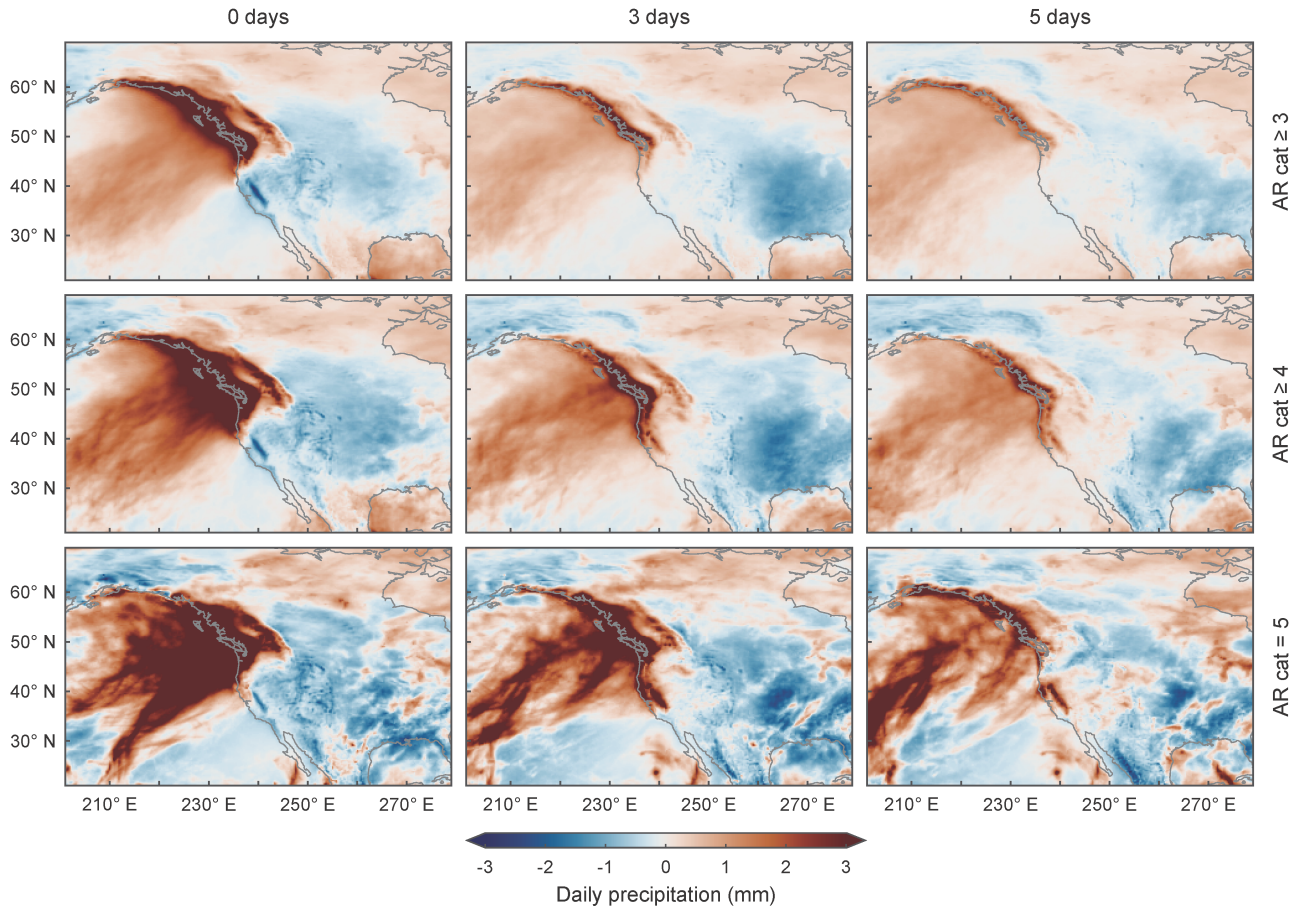 0 days 3 days 5 days
60° N
50° N
40° N
30° N
AR cat ≥ 3
60° N
50° N
40° N
30° N
AR cat ≥ 4
60° N
50° N
40° N
30° N
AR cat = 5
210° E 230° E 250° E 270° E 210° E 230° E 250° E 270° E 210° E 230° E 250° E 270° E
-3 -2 -1 0 1 2 3
Daily precipitation (mm)